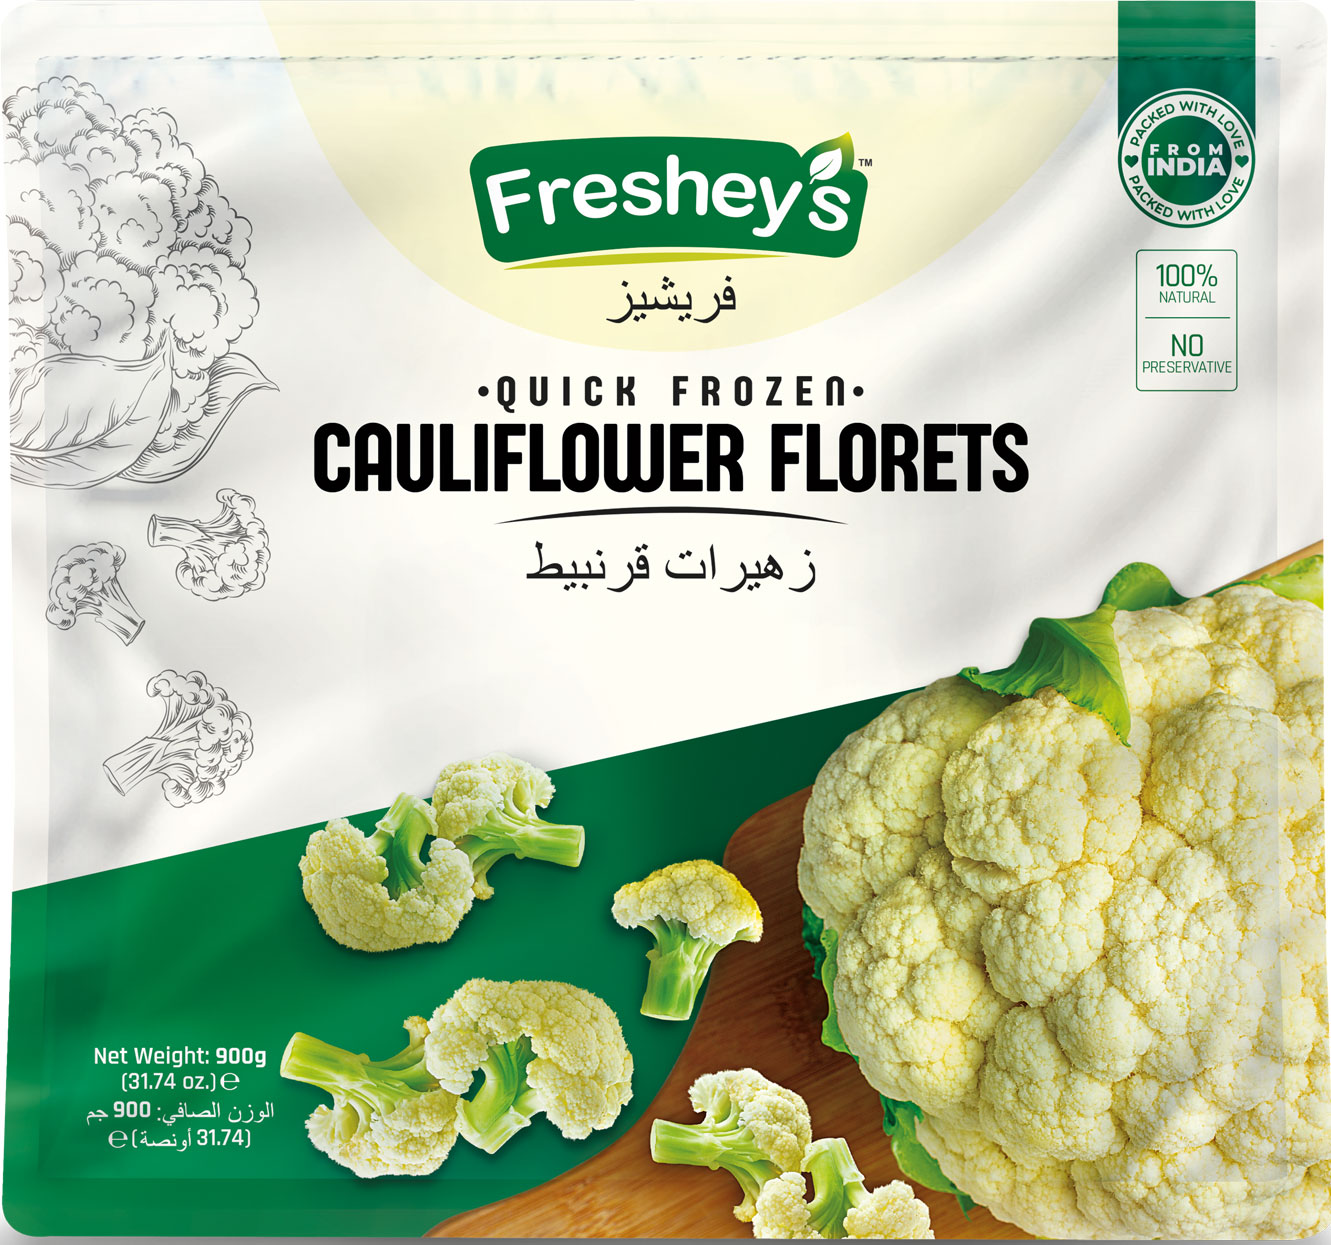 Freshey's™
فريشيز
PACKED WITH LOVE
FROM
INDIA
PACKED WITH LOVE
100%
NATURAL
NO
PRESERVATIVE
•QUICK FROZEN•
CAULIFLOWER FLORETS
زهيرات قرنبيط
Net Weight: 900g
(31.74 oz.) ℮
الوزن الصافي: 900 جم
(31.74 أونصة) ℮